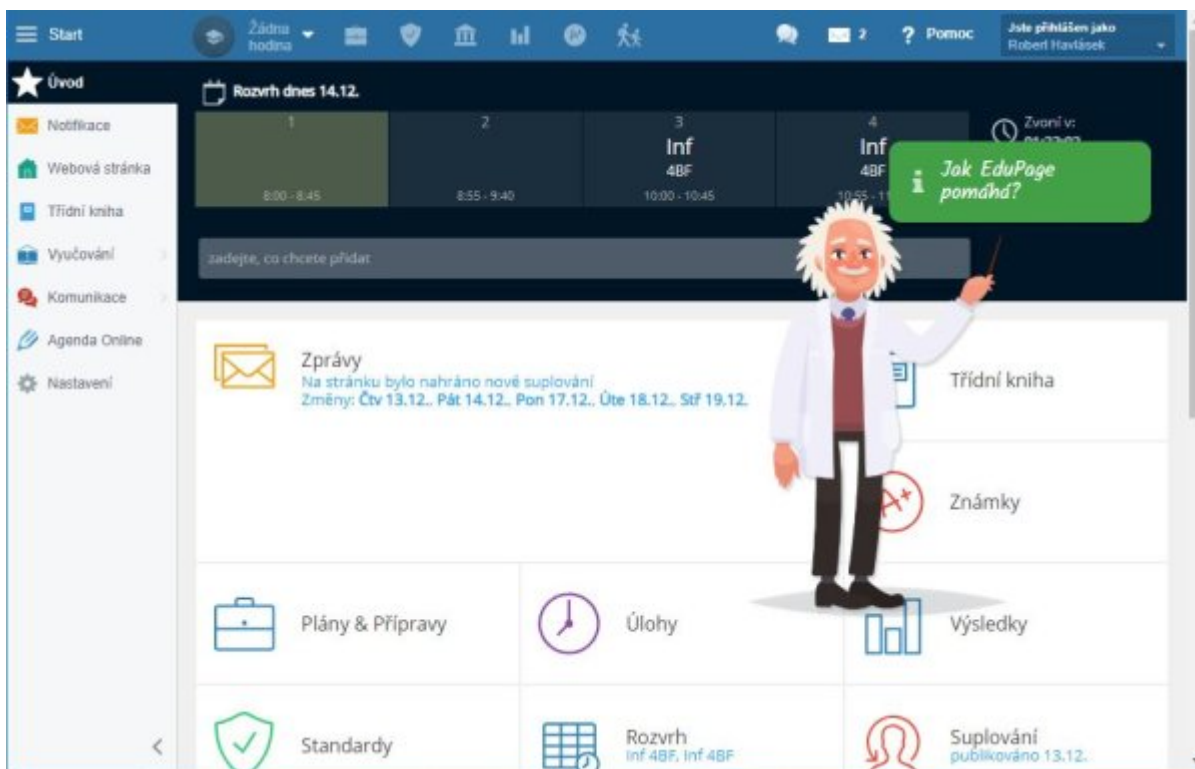 Start
Žádná
hodina
2
? Pomoc
Jste přihlášen jako
Robert Havlásek
Úvod
Notifikace
Webová stránka
Třídní kniha
Vyučování
Komunikace
Agenda Online
Nastavení
Rozvrh dnes 14.12.
1
8:00 - 8:45
2
8:55 - 9:40
3
Inf
4BF
10:00 - 10:45
4
Inf
4BF
10:55 - 11
Zvoní v:
i Jak EduPage
pomáhá?
zadejte, co chcete přidat
Zprávy
Na stránku bylo nahráno nové suplování
Změny: Čtv 13.12., Pát 14.12., Pon 17.12., Úte 18.12., Stř 19.12.
Třídní kniha
A+
Známky
Plány & Přípravy
Úlohy
Výsledky
Standardy
Rozvrh
Inf 4BF, Inf 4BF
Suplování
publikováno 13.12.